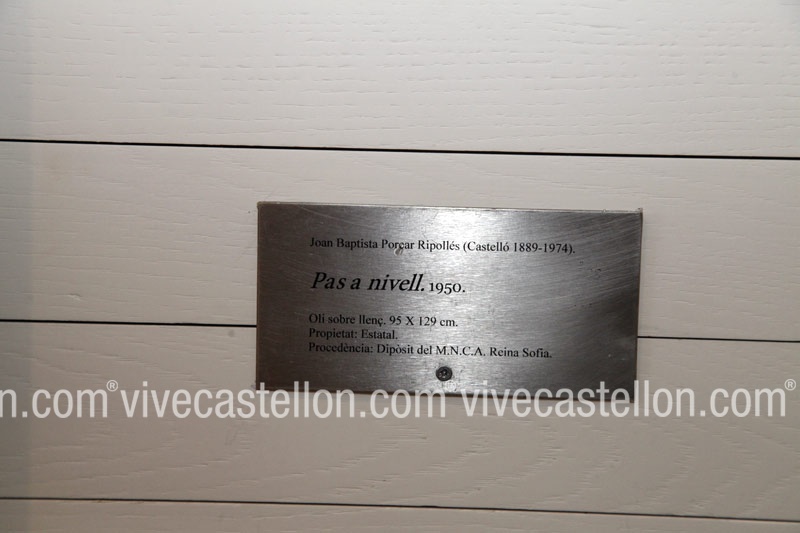 Joan Baptista Porcar Ripollés (Castelló 1889-1974).
Pas a nivell. 1950.
Oli sobre llenç. 95 X 129 cm.
Propietat: Estatal.
Procedència: Dipòsit del M.N.C.A. Reina Sofia.
n.com® vivecastellon.com® vivecastellon.com®